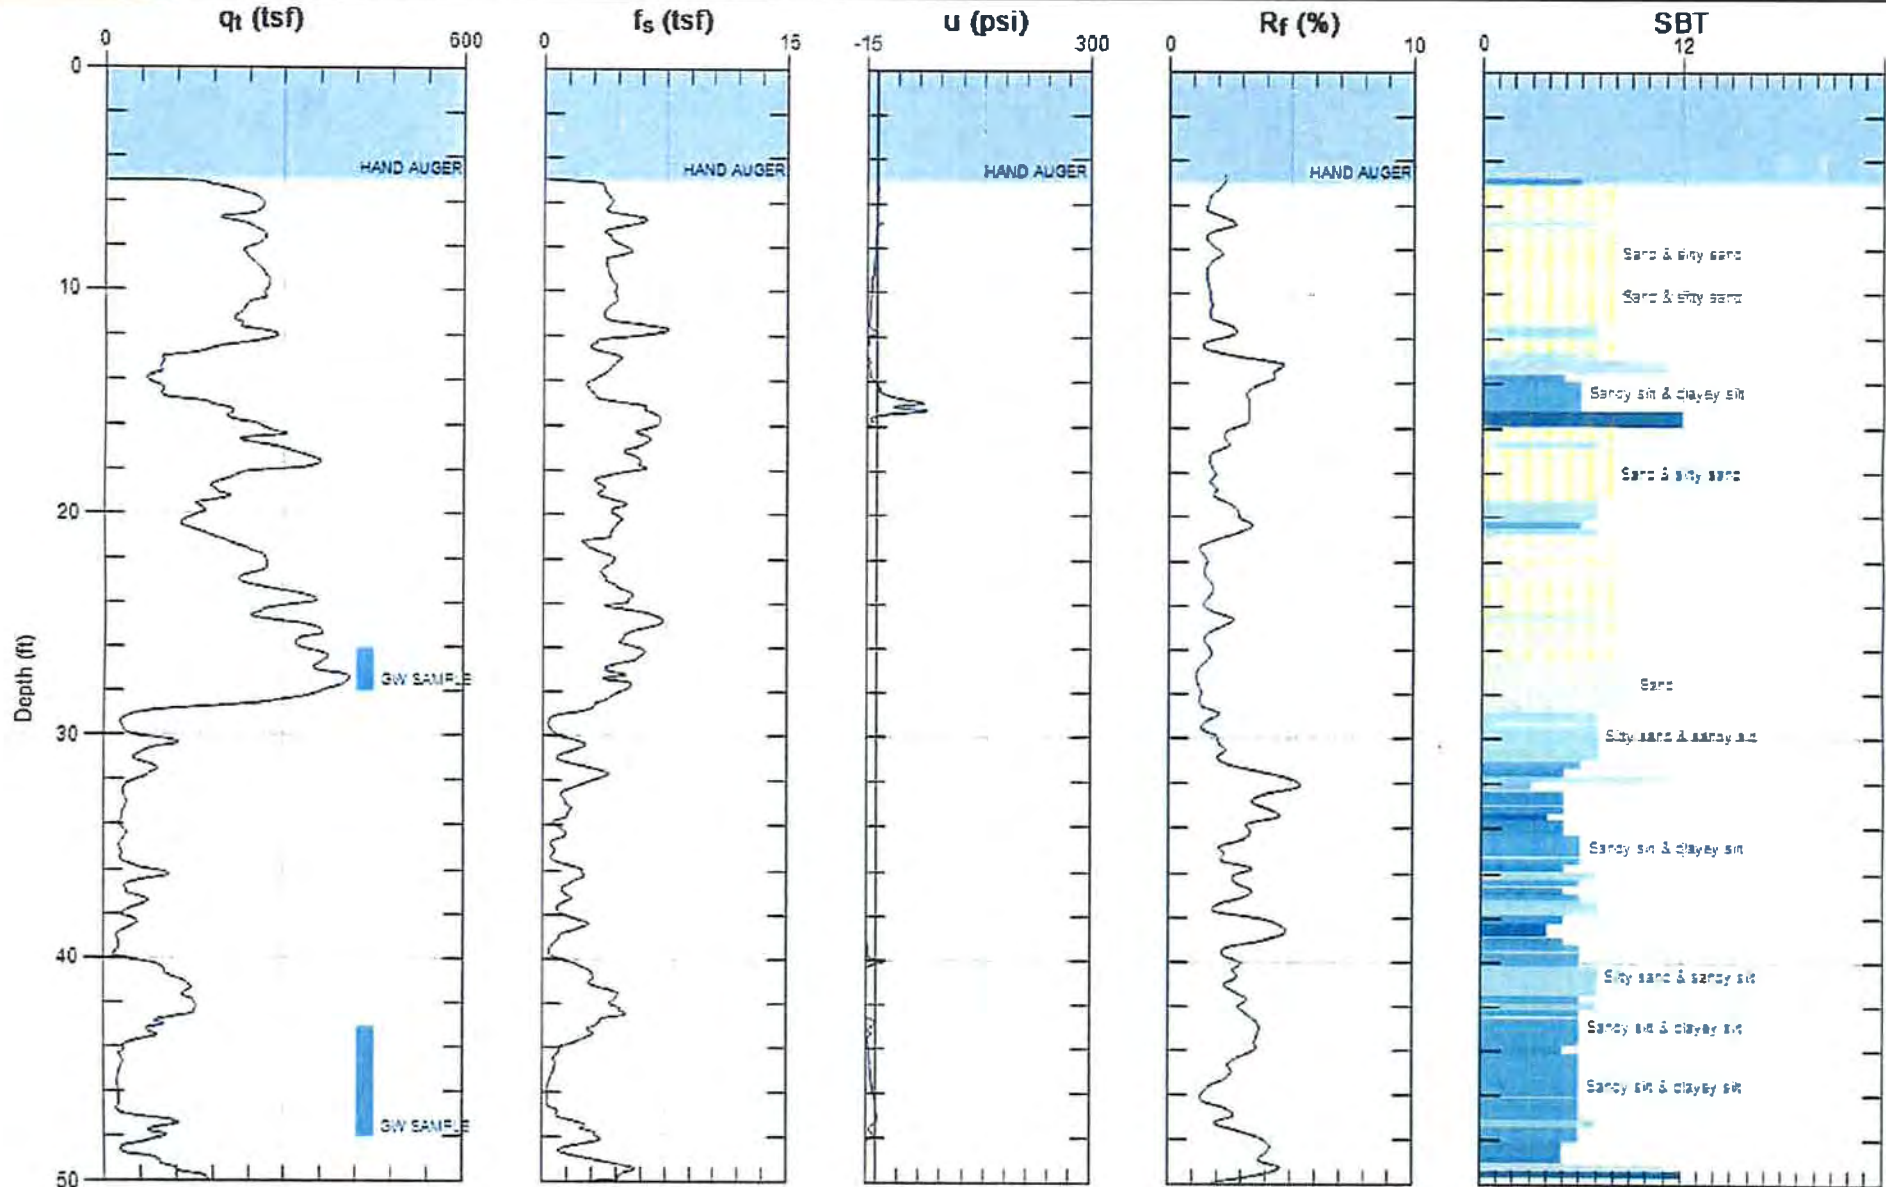 qt (tsf)
fs (tsf)
u (psi)
Rf (%)
SBT
0 600
0 15
-15 300
0 10
0 12
0
HAND AUGER
HAND AUGER
HAND AUGER
HAND AUGER
Sand & silty sand
10
Sand & silty sand
Sandy silt & clayey silt
Sand & silty sand
20
Depth (ft)
GW SAMPLE
Sand
30
Silty sand & sandy silt
Sandy silt & clayey silt
40
Silty sand & sandy silt
Sandy silt & clayey silt
Sandy silt & clayey silt
GW SAMPLE
50